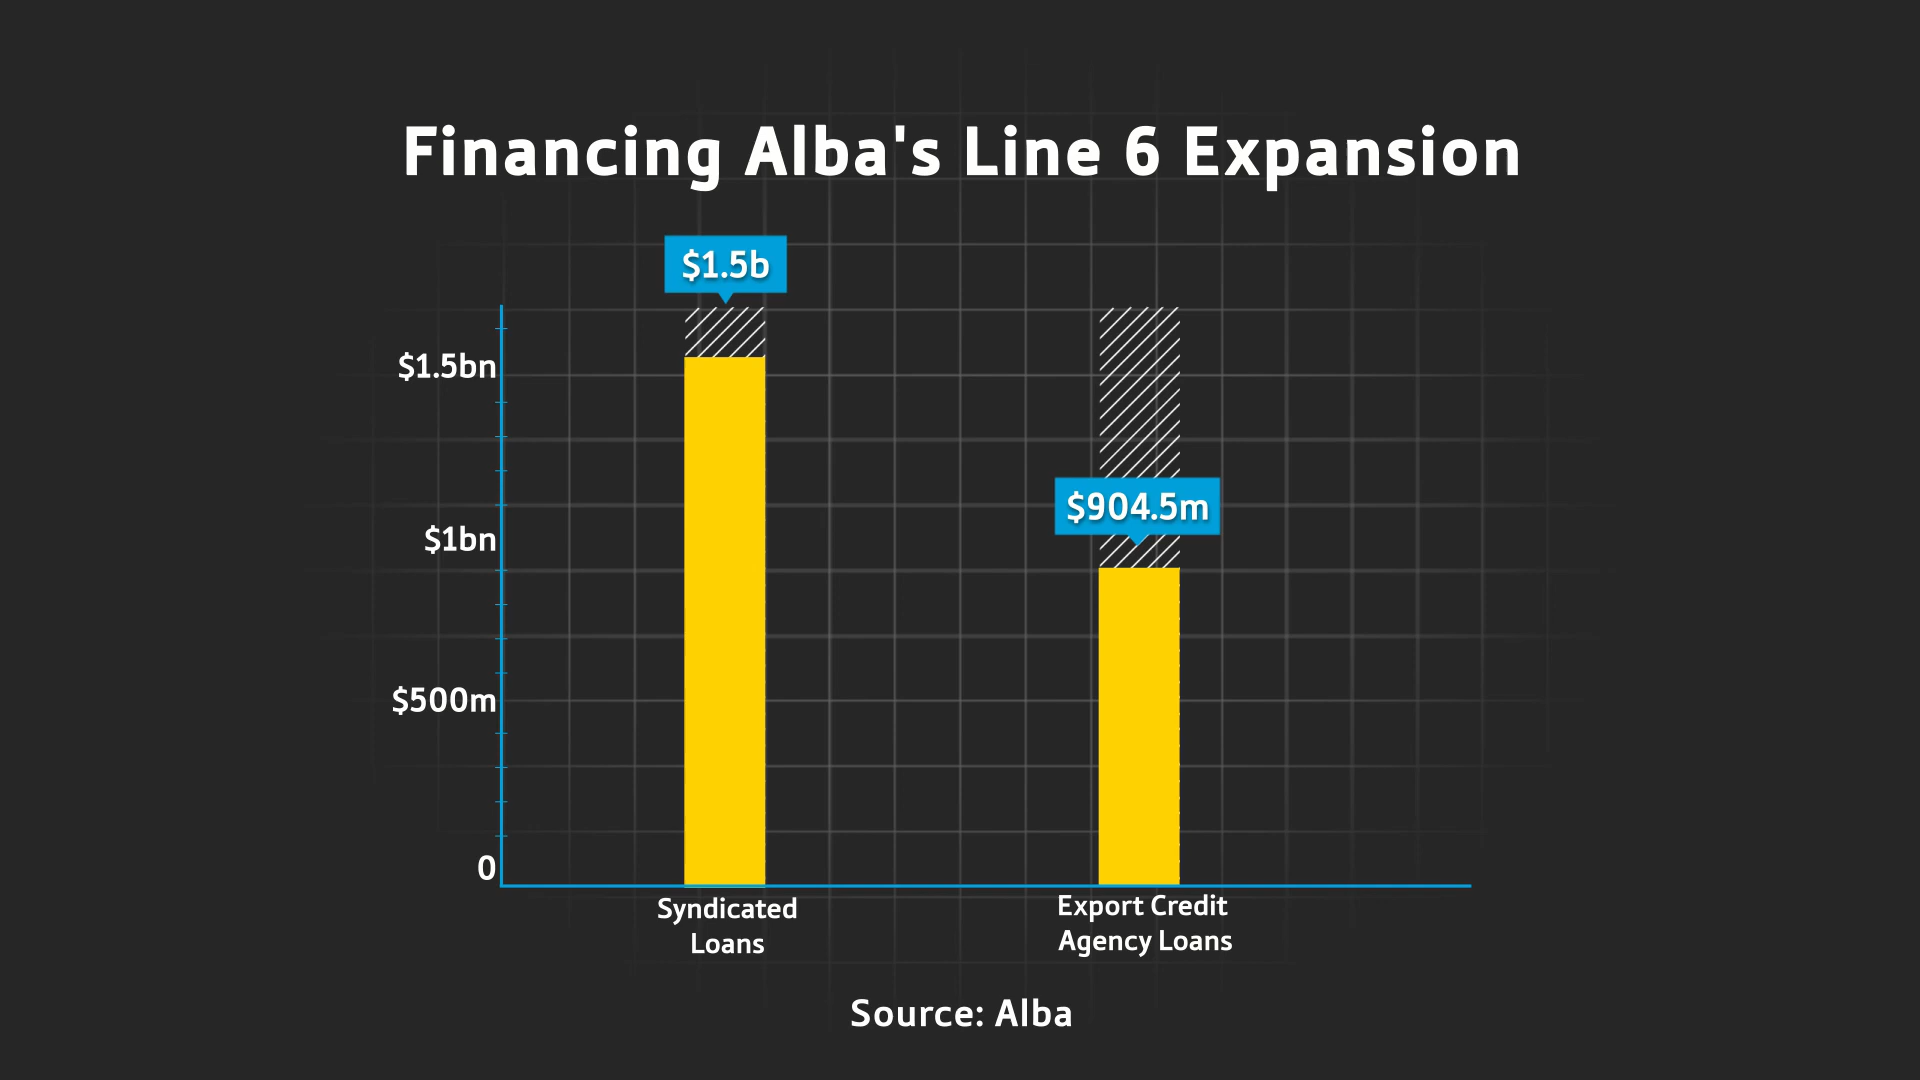 Financing Alba's Line 6 Expansion
$1.5b
$1.5bn
$904.5m
$1bn
$500m
0
Syndicated
Loans
Export Credit
Agency Loans
Source: Alba